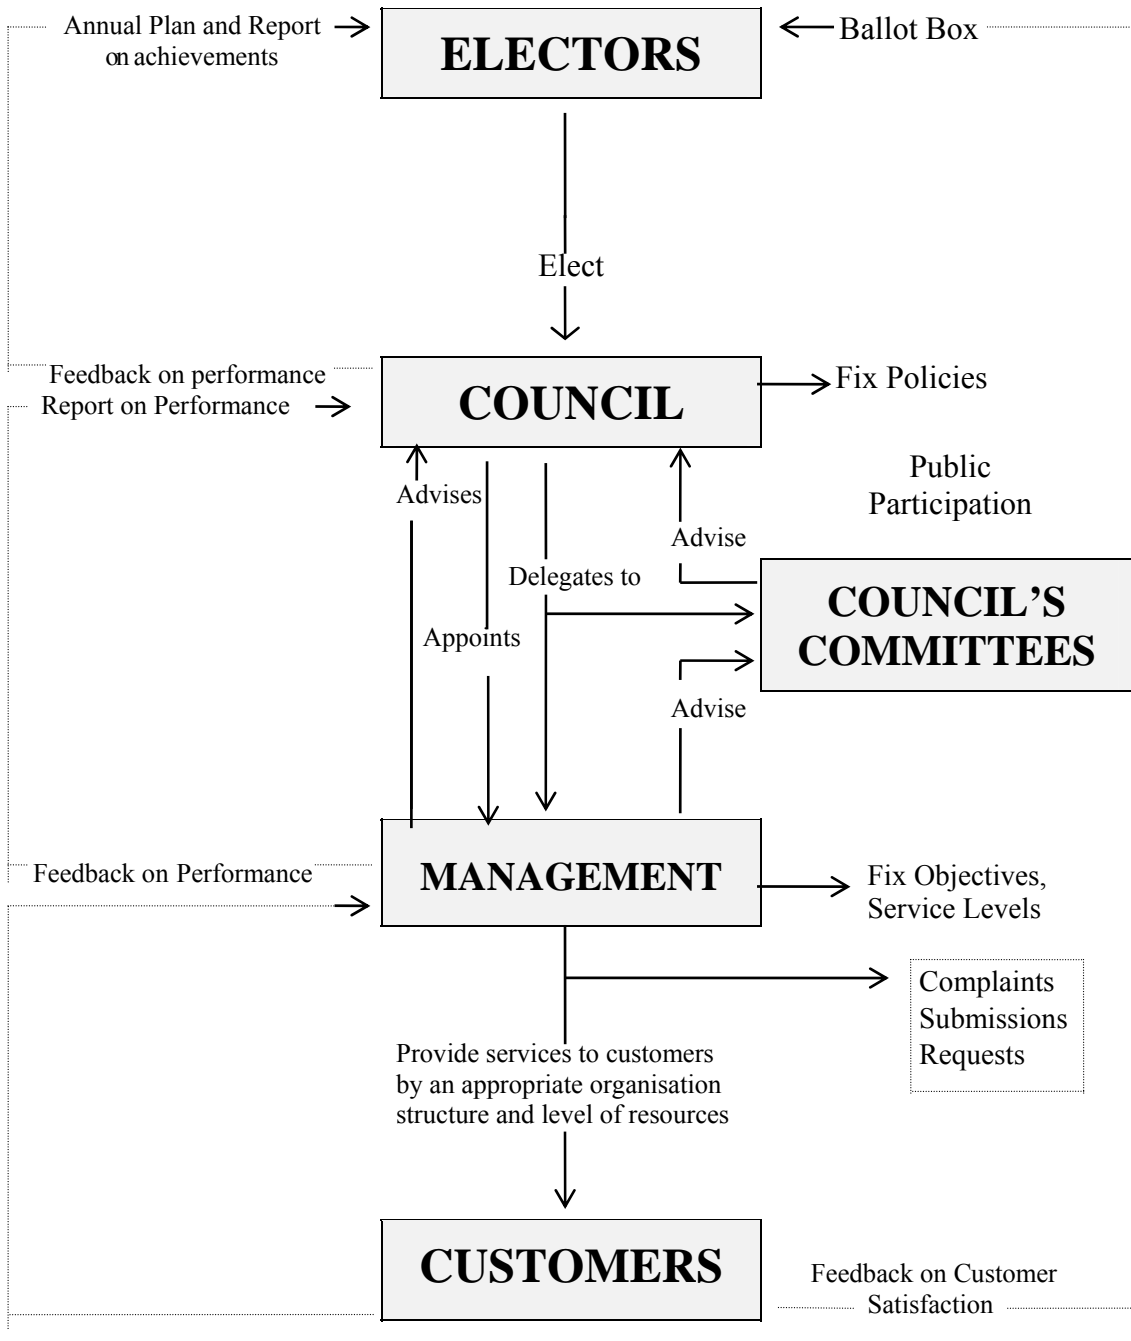 Annual Plan and Report
on achievements
ELECTORS
Ballot Box
Elect
Feedback on performance
Report on Performance
COUNCIL
Fix Policies
Public
Participation
Advises
Advise
Delegates to
COUNCIL’S
COMMITTEES
Appoints
Advise
Feedback on Performance
MANAGEMENT
Fix Objectives,
Service Levels
Complaints
Submissions
Requests
Provide services to customers
by an appropriate organisation
structure and level of resources
CUSTOMERS
Feedback on Customer
Satisfaction